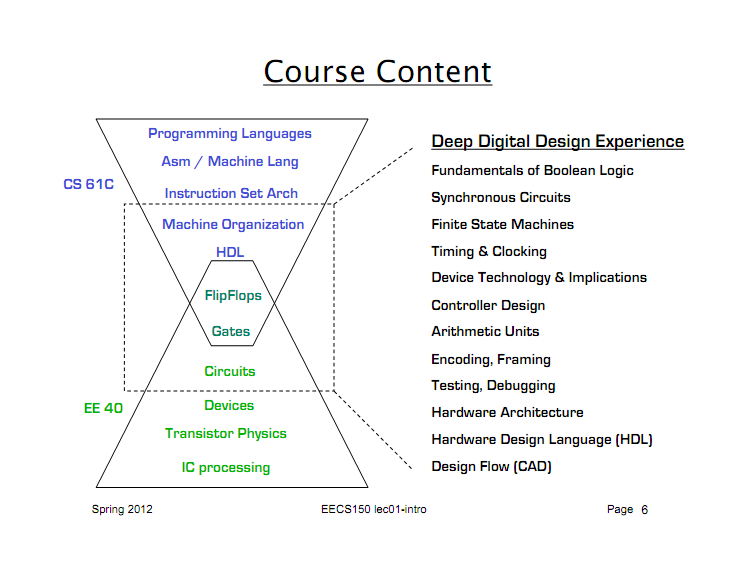 Course Content
Programming Languages
Asm / Machine Lang
CS 61C
Instruction Set Arch
Machine Organization
HDL
FlipFlops
Gates
Circuits
EE 40
Devices
Transistor Physics
IC processing
Deep Digital Design Experience
Fundamentals of Boolean Logic
Synchronous Circuits
Finite State Machines
Timing & Clocking
Device Technology & Implications
Controller Design
Arithmetic Units
Encoding, Framing
Testing, Debugging
Hardware Architecture
Hardware Design Language (HDL)
Design Flow (CAD)
Spring 2012
EECS150 lec01-intro
Page 6